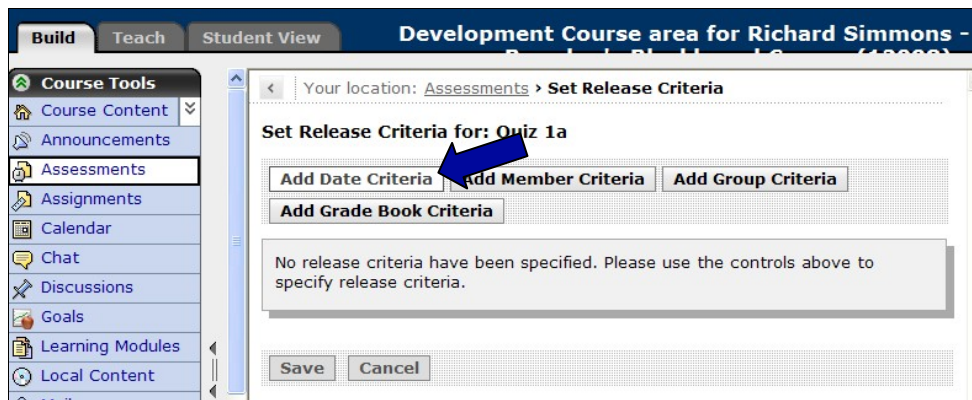 Build Teach Student View Development Course area for Richard Simmons -
Course Tools
Your location: Assessments › Set Release Criteria
Course Content
Announcements
Set Release Criteria for: Quiz 1a
Assessments
Add Date Criteria Add Member Criteria Add Group Criteria
Assignments
Add Grade Book Criteria
Calendar
Chat
No release criteria have been specified. Please use the controls above to
specify release criteria.
Discussions
Goals
Learning Modules
Save Cancel
Local Content